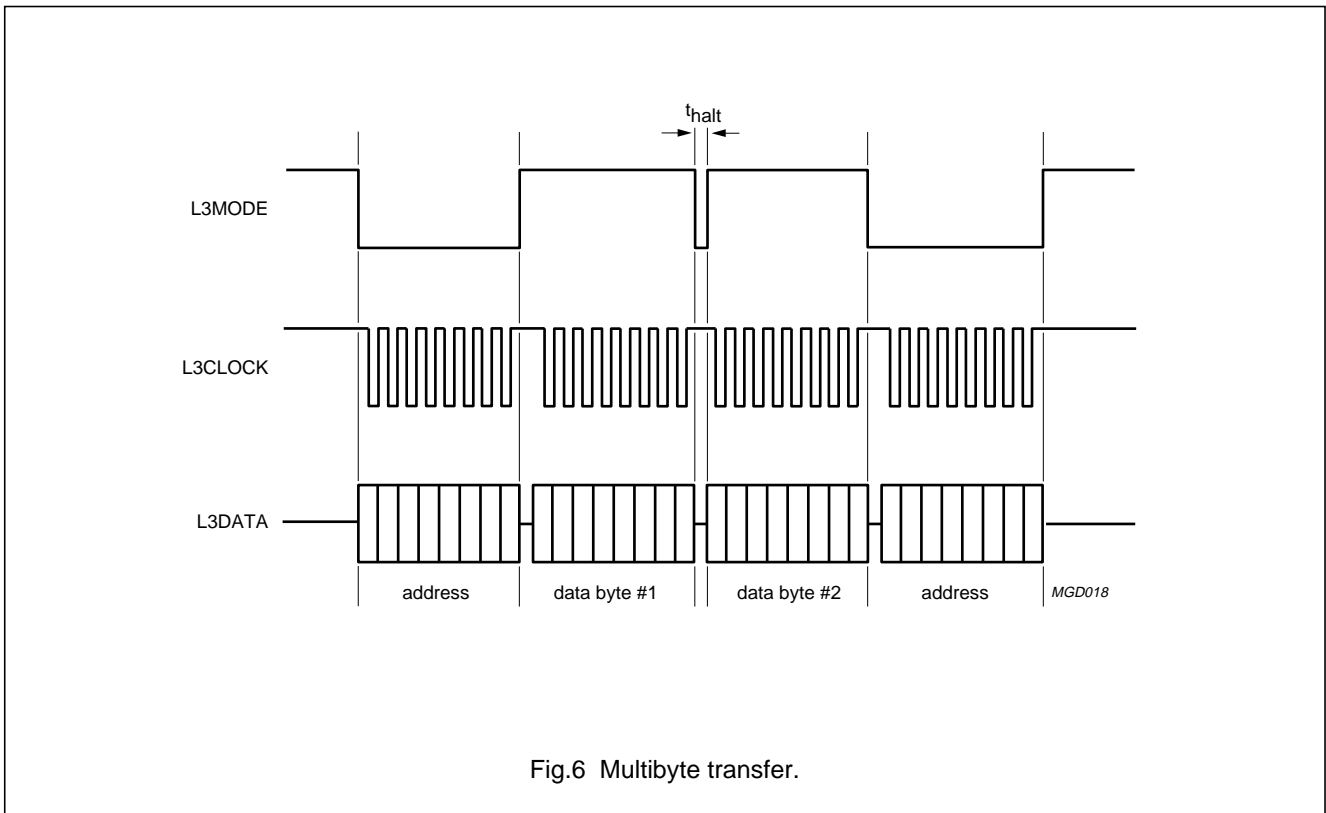 thalt
L3MODE
L3CLOCK
L3DATA
address
data byte #1
data byte #2
address
MGD018
Fig.6 Multibyte transfer.